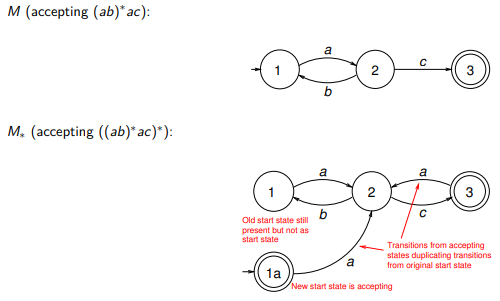 M (accepting (ab)*ac):
a
1
2
c
3
b
M* (accepting ((ab)*ac)*):
a
a
1
2
3
b
c
Old start state still
present but not as
start state
Transitions from accepting
states duplicating transitions
from original start state
a
1a
New start state is accepting